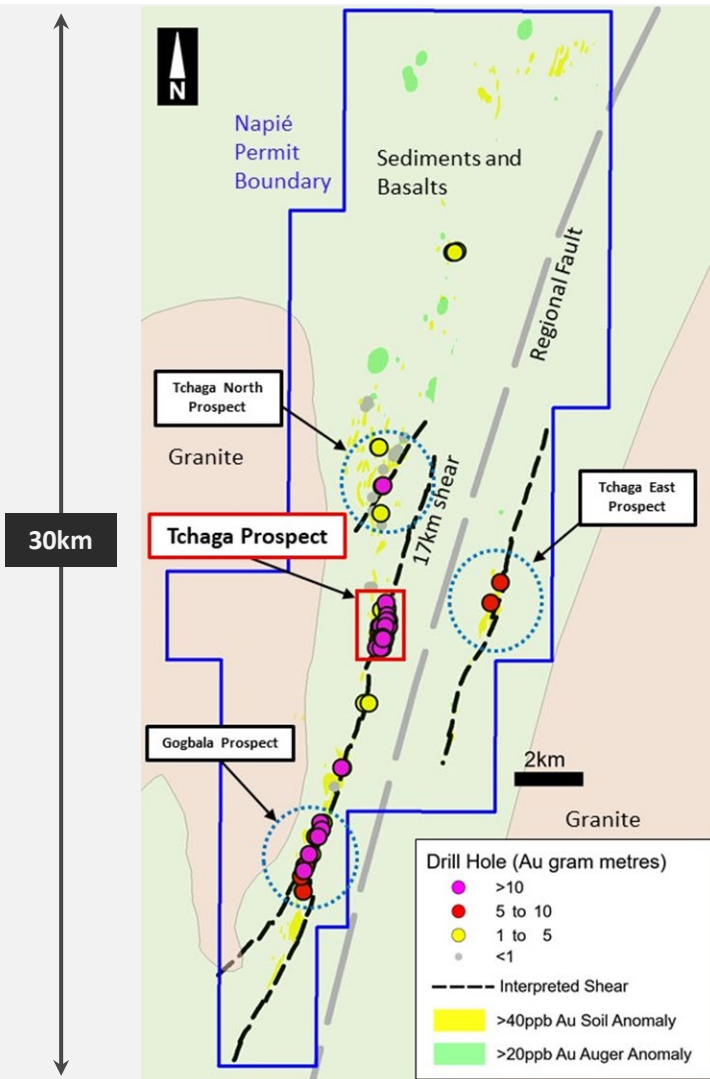 N
Napié
Permit
Boundary
Sediments and
Basalts
Regional Fault
Tchaga North
Prospect
Granite
17km shear
Tchaga East
Prospect
30km
Tchaga Prospect
Gogbala Prospect
2km
Granite
Drill Hole (Au gram metres)
>10
5 to 10
1 to 5
<1
Interpreted Shear
>40ppb Au Soil Anomaly
>20ppb Au Auger Anomaly